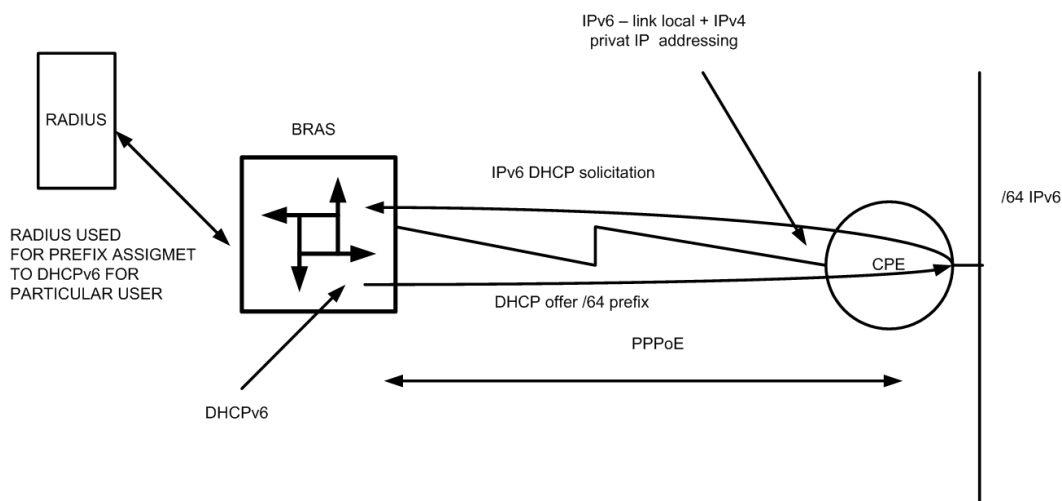 IPv6 – link local + IPv4
privat IP  addressing
RADIUS
BRAS
IPv6 DHCP solicitation
/64 IPv6
RADIUS USED
FOR PREFIX ASSIGMET
TO DHCPv6 FOR
PARTICULAR USER
CPE
DHCP offer /64 prefix
PPPoE
DHCPv6